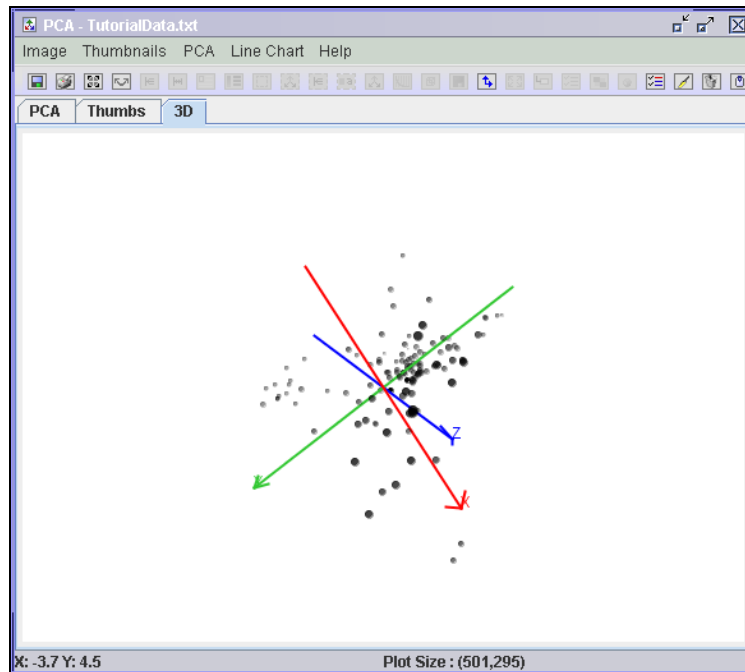 PCA - TutorialData.txt
Image Thumbnails PCA Line Chart Help
PCA Thumbs 3D
Z
X
X: -3.7 Y: 4.5 Plot Size : (501,295)